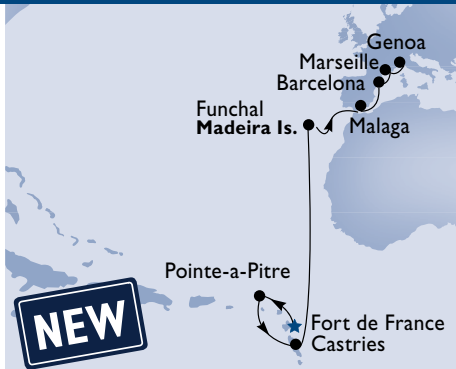 Genoa
Marseille
Barcelona
Funchal
Madeira Is.
Malaga
Pointe-a-Pitre
NEW
Fort de France
Castries